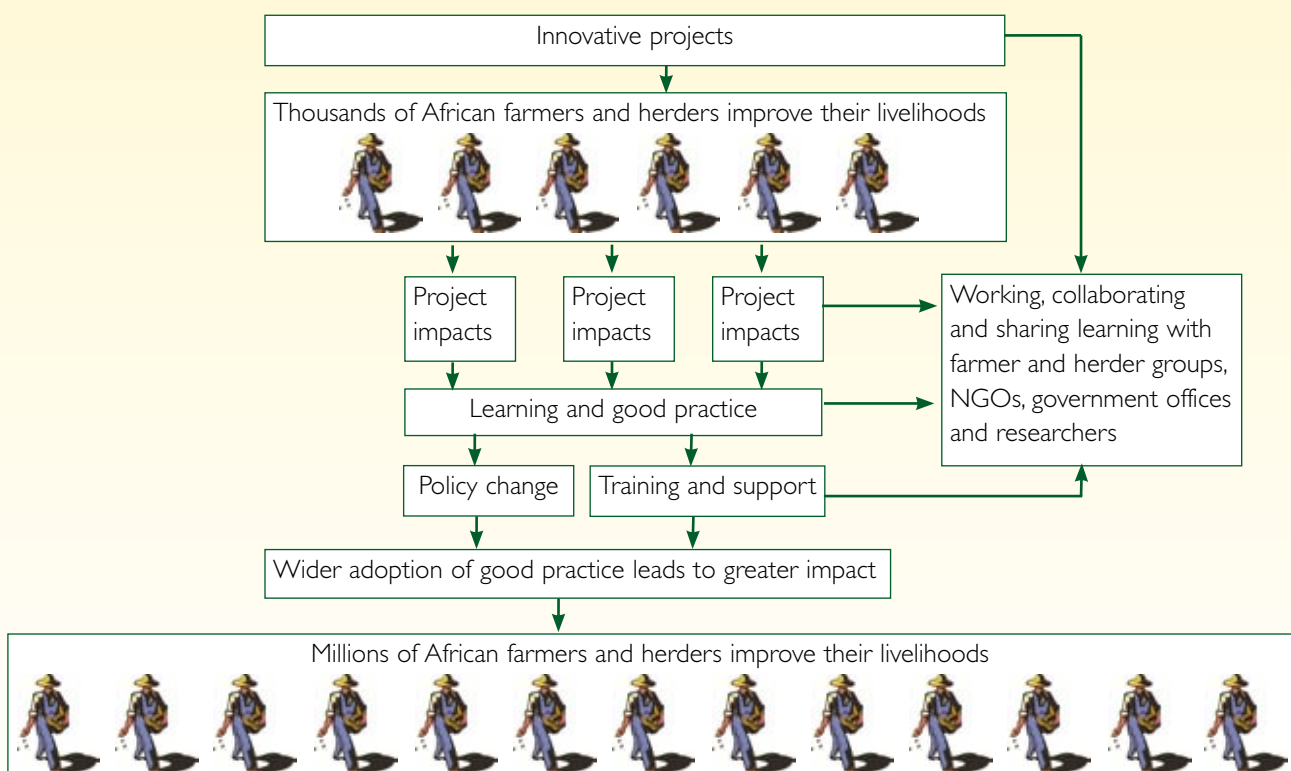 Innovative projects
Thousands of African farmers and herders improve their livelihoods
Project
impacts
Project
impacts
Project
impacts
Working, collaborating
and sharing learning with
farmer and herder groups,
NGOs, government offices
and researchers
Learning and good practice
Policy change
Training and support
Wider adoption of good practice leads to greater impact
Millions of African farmers and herders improve their livelihoods